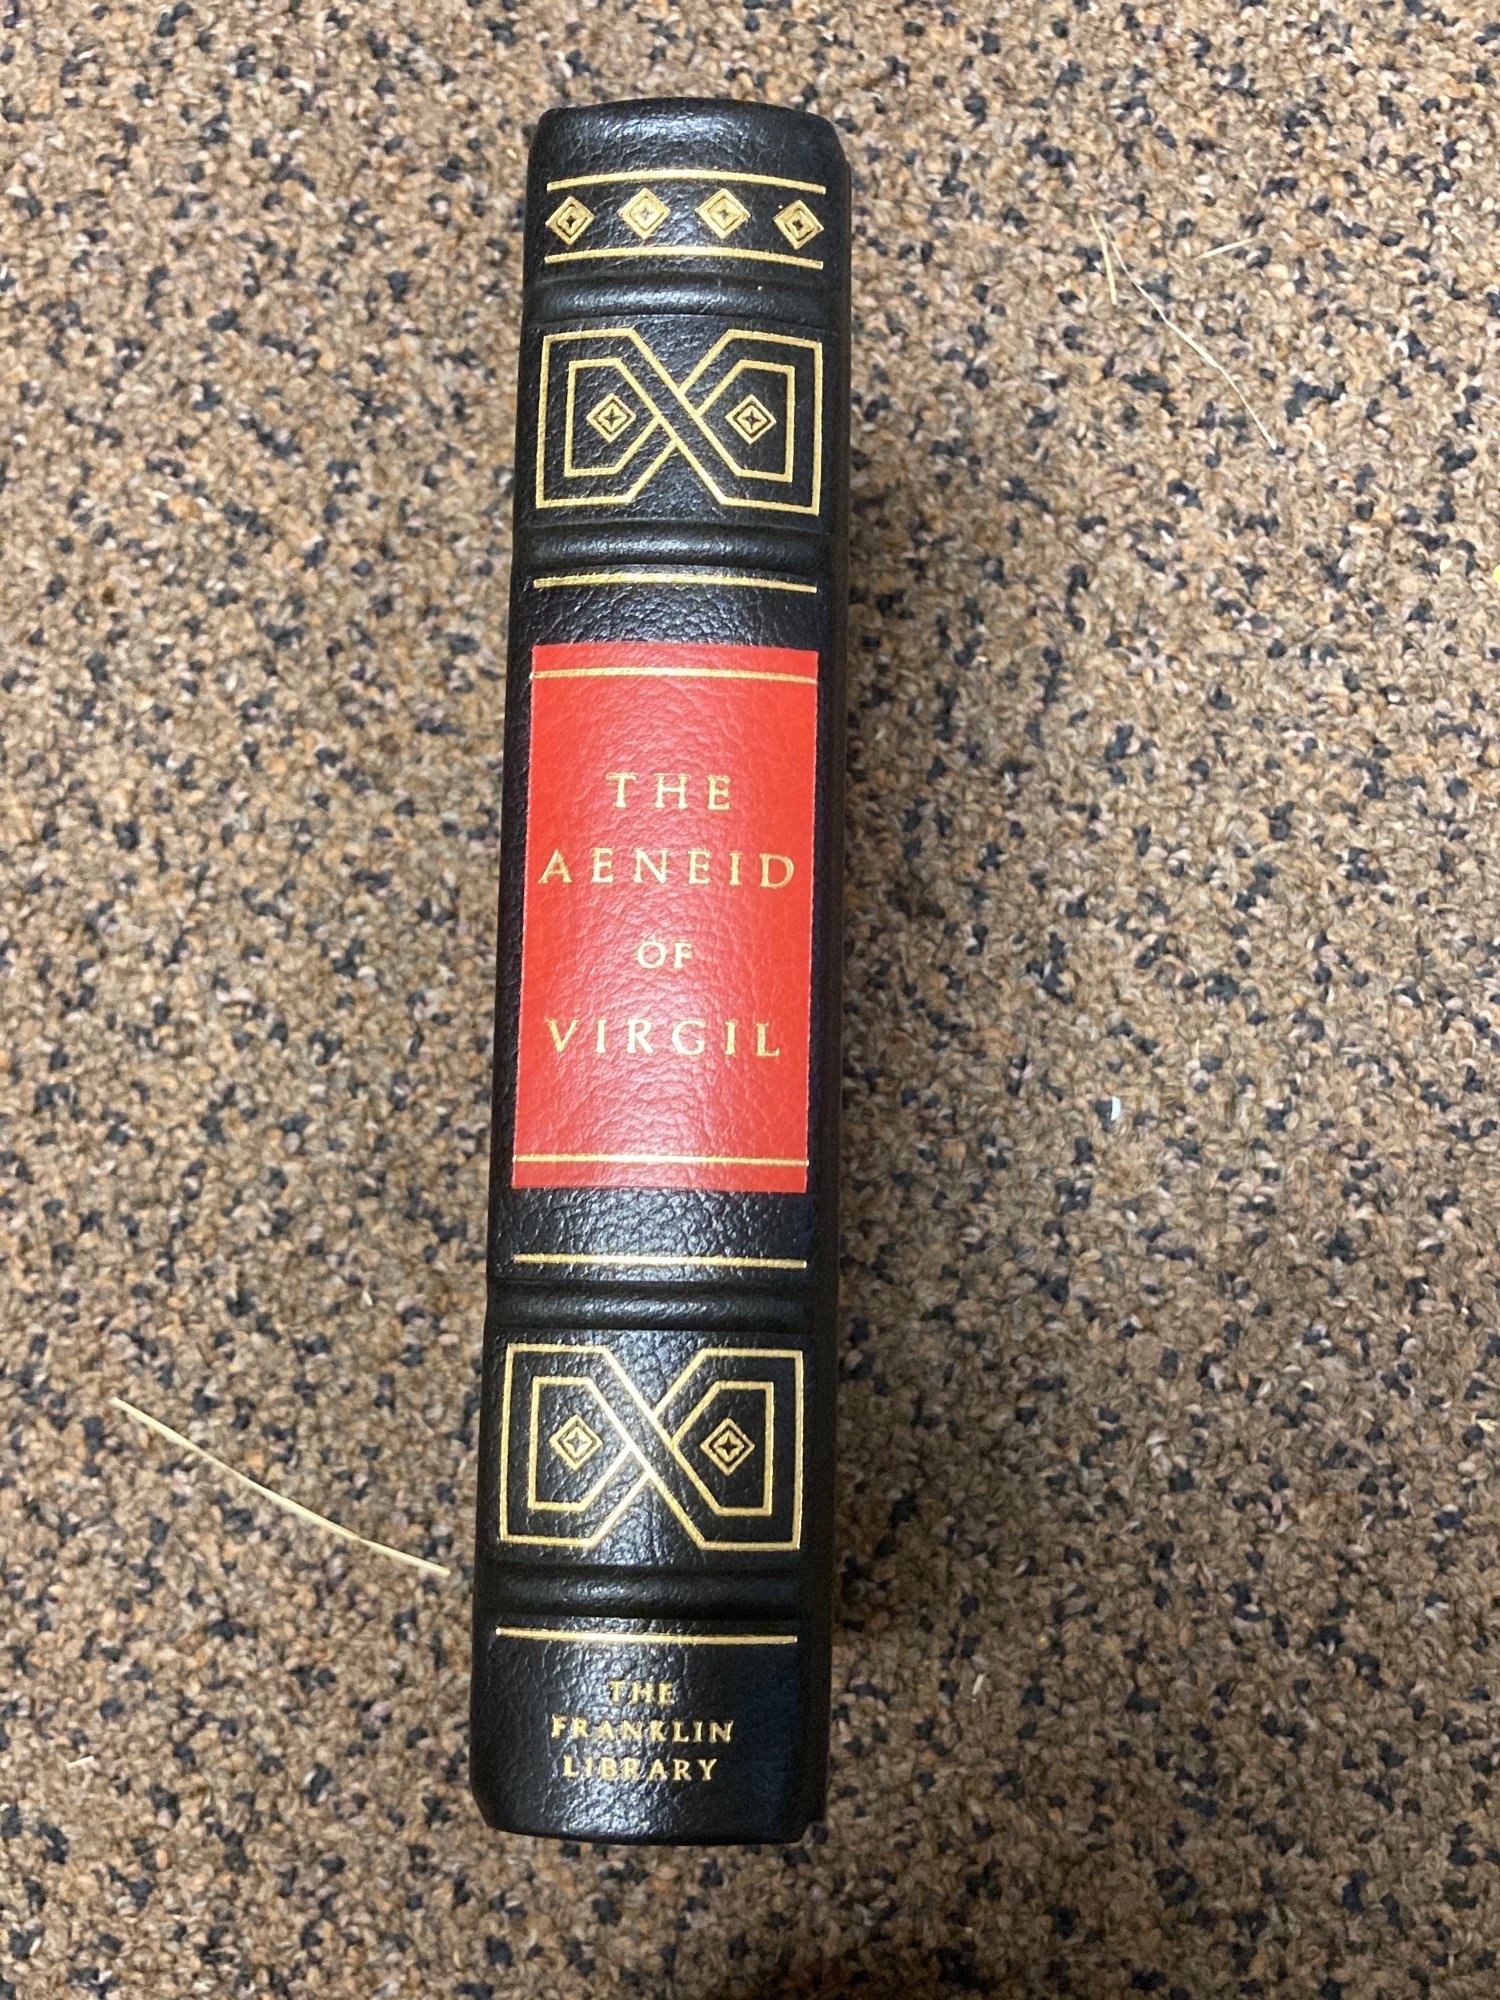 THE
AENEID
OF
VIRGIL
THE
FRANKLIN
LIBRARY